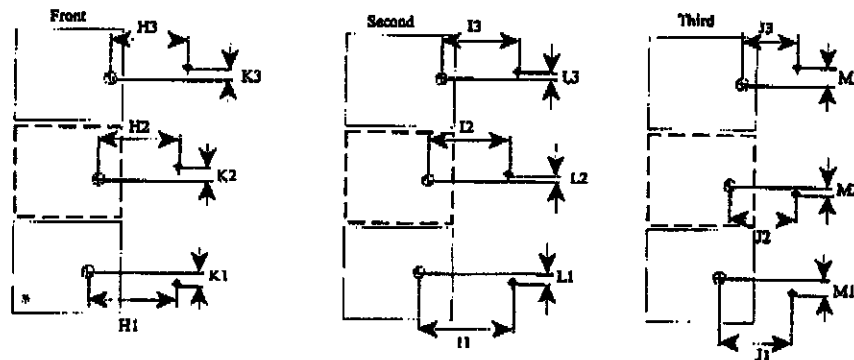 Front
H3
K3
H2
K2
K1
H1
*
Second
I3
L3
I2
L2
L1
I1
Third
J3
M
M2
J2
M1
J1